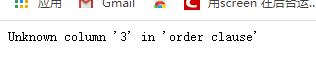 应用 Gmail 用screen 在后台运..
Unknown column '3' in 'order clause'